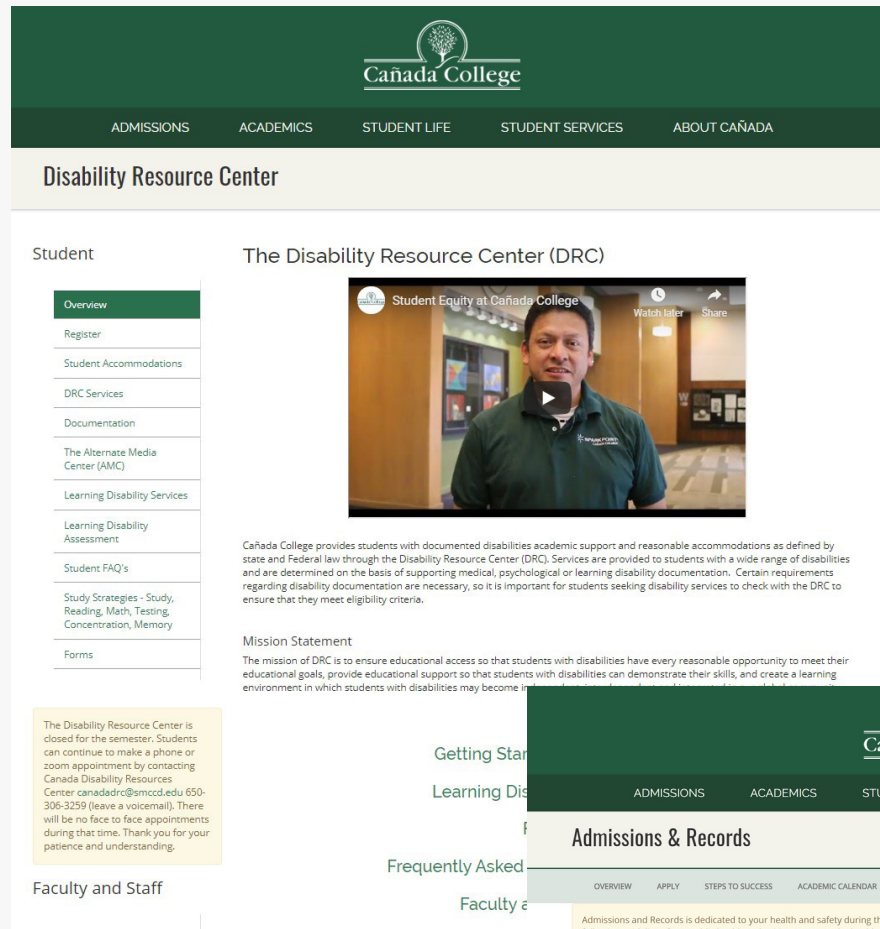 Cañada College
ADMISSIONS ACADEMICS STUDENT LIFE STUDENT SERVICES ABOUT CAÑADA
Disability Resource Center
Student
Overview
Register
Student Accommodations
DRC Services
Documentation
The Alternate Media
Center (AMC)
Learning Disability Services
Learning Disability
Assessment
Student FAQ's
Study Strategies - Study,
Reading, Math, Testing,
Concentration, Memory
Forms
The Disability Resource Center is
closed for the semester. Students
can continue to make a phone or
zoom appointment by contacting
Canada Disability Resources
Center canadadrc@smccd.edu 650-
306-3259 (leave a voicemail). There
will be no face to face appointments
during that time. Thank you for your
patience and understanding.
Faculty and Staff
The Disability Resource Center (DRC)
Student Equity at Cañada College
Watch later Share
SPARKPOINT
Cañada College provides students with documented disabilities academic support and reasonable accommodations as defined by
state and Federal law through the Disability Resource Center (DRC). Services are provided to students with a wide range of disabilities
and are determined on the basis of supporting medical, psychological or learning disability documentation. Certain requirements
regarding disability documentation are necessary, so it is important for students seeking disability services to check with the DRC to
ensure that they meet eligibility criteria.
Mission Statement
The mission of DRC is to ensure educational access so that students with disabilities have every reasonable opportunity to meet their
educational goals, provide educational support so that students with disabilities can demonstrate their skills, and create a learning
environment in which students with disabilities may become
Getting Star
Learning Dis
Frequently Asked
Faculty a
Ca
ADMISSIONS ACADEMICS STU
Admissions & Records
OVERVIEW APPLY STEPS TO SUCCESS ACADEMIC CALENDAR
Admissions and Records is dedicated to your health and safety during th